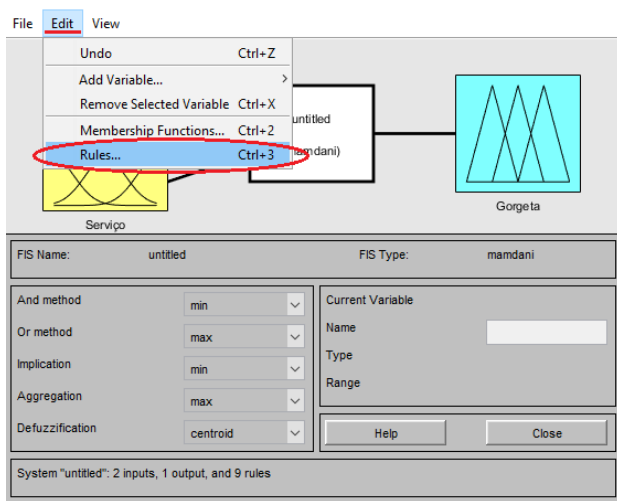 File Edit View
Undo Ctrl+Z
Add Variable... >
Remove Selected Variable Ctrl+X
Membership Functions... Ctrl+2
Rules... Ctrl+3
untitled
(mamdani)
Serviço
Gorgeta
FIS Name: untitled FIS Type: mamdani
And method min
Or method max
Implication min
Aggregation max
Defuzzification centroid
Current Variable
Name
Type
Range
Help Close
System "untitled": 2 inputs, 1 output, and 9 rules